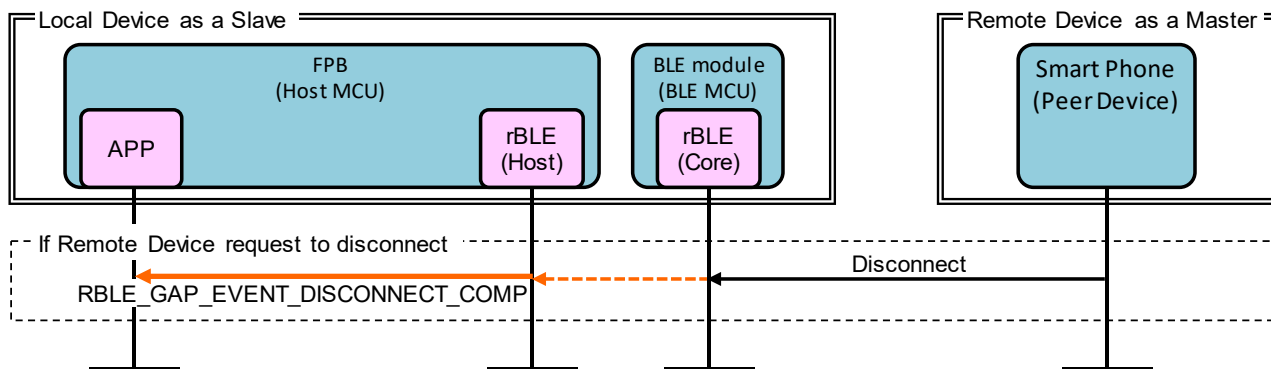 Local Device as a Slave
Remote Device as a Master
FPB
(Host MCU)
BLE module
(BLE MCU)
Smart Phone
(Peer Device)
APP
rBLE
(Host)
rBLE
(Core)
If Remote Device request to disconnect
Disconnect
RBLE_GAP_EVENT_DISCONNECT_COMP